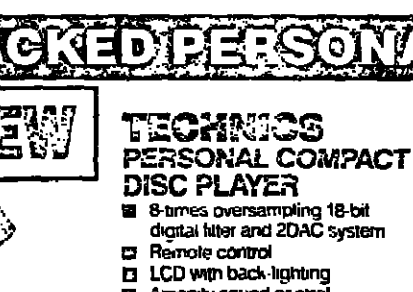 CKED PERSONA
EW
TECHNICS
PERSONAL COMPACT
DISC PLAYER
8-times oversampling 18-bit
digital filter and 2DAC system
Remote control
LCD with back-lighting